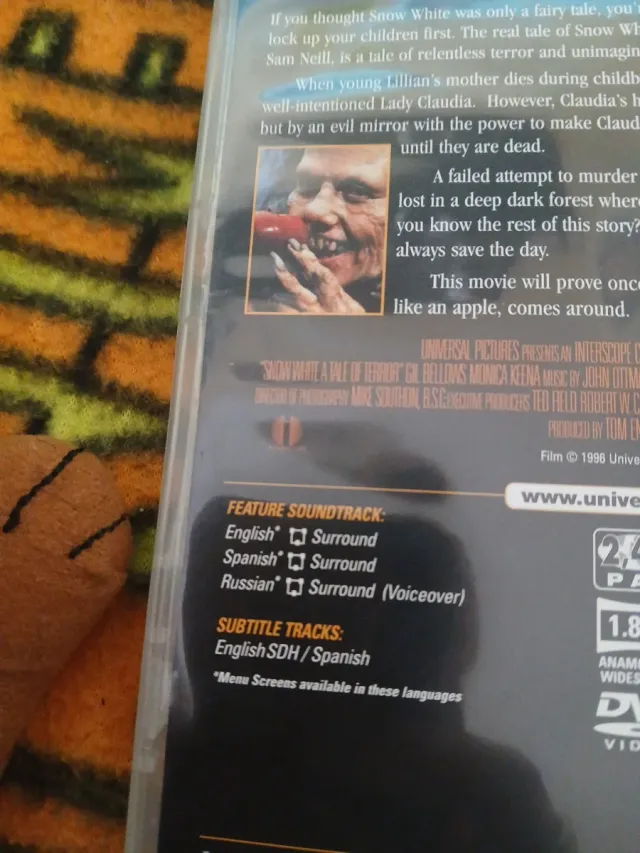 If you thought Snow White was only a fairy tale, you'
lock up your children first. The real tale of Snow Wh
Sam Neill, is a tale of relentless terror and unimagin
When young Lillian's mother dies during childb
well-intentioned Lady Claudia. However, Claudia's h
but by an evil mirror with the power to make Claud
until they are dead.
A failed attempt to murder
lost in a deep dark forest where
you know the rest of this story?
always save the day.
This movie will prove once
like an apple, comes around.
UNIVERSAL PICTURES PRESENTS AN INTERSCOPE C
"SNOW WHITE A TALE OF TERROR" GIL BELLOWS MONICA KEENA MUSIC BY JOHN OTTM
DIRECTOR OF PHOTOGRAPHY MIKE SOUTHON, B.S.C. EXECUTIVE PRODUCERS TED FIELD ROBERT W. C
PRODUCED BY TOM EN
Film © 1996 Unive
www.unive
FEATURE SOUNDTRACK:
English* Surround
Spanish* Surround
Russian* Surround (Voiceover)
SUBTITLE TRACKS:
English SDH / Spanish
*Menu Screens available in these languages
2,4
PA
1.8
ANAM
WIDES
DV
VID